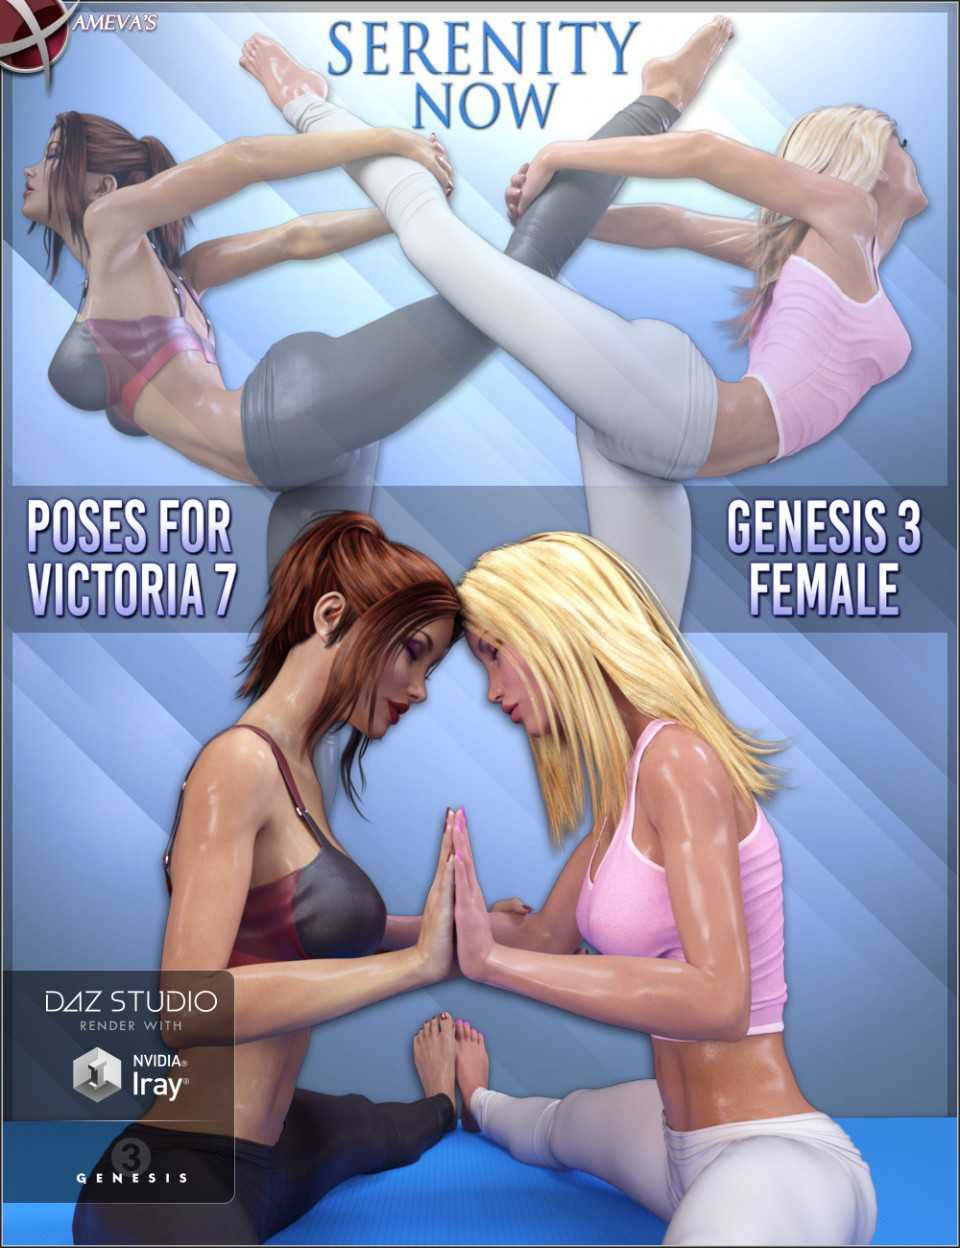 AMEVA'S
SERENITY
NOW
POSES FOR
VICTORIA 7
GENESIS 3
FEMALE
DAZ STUDIO
RENDER WITH
NVIDIA®
Iray®
3
GENESIS